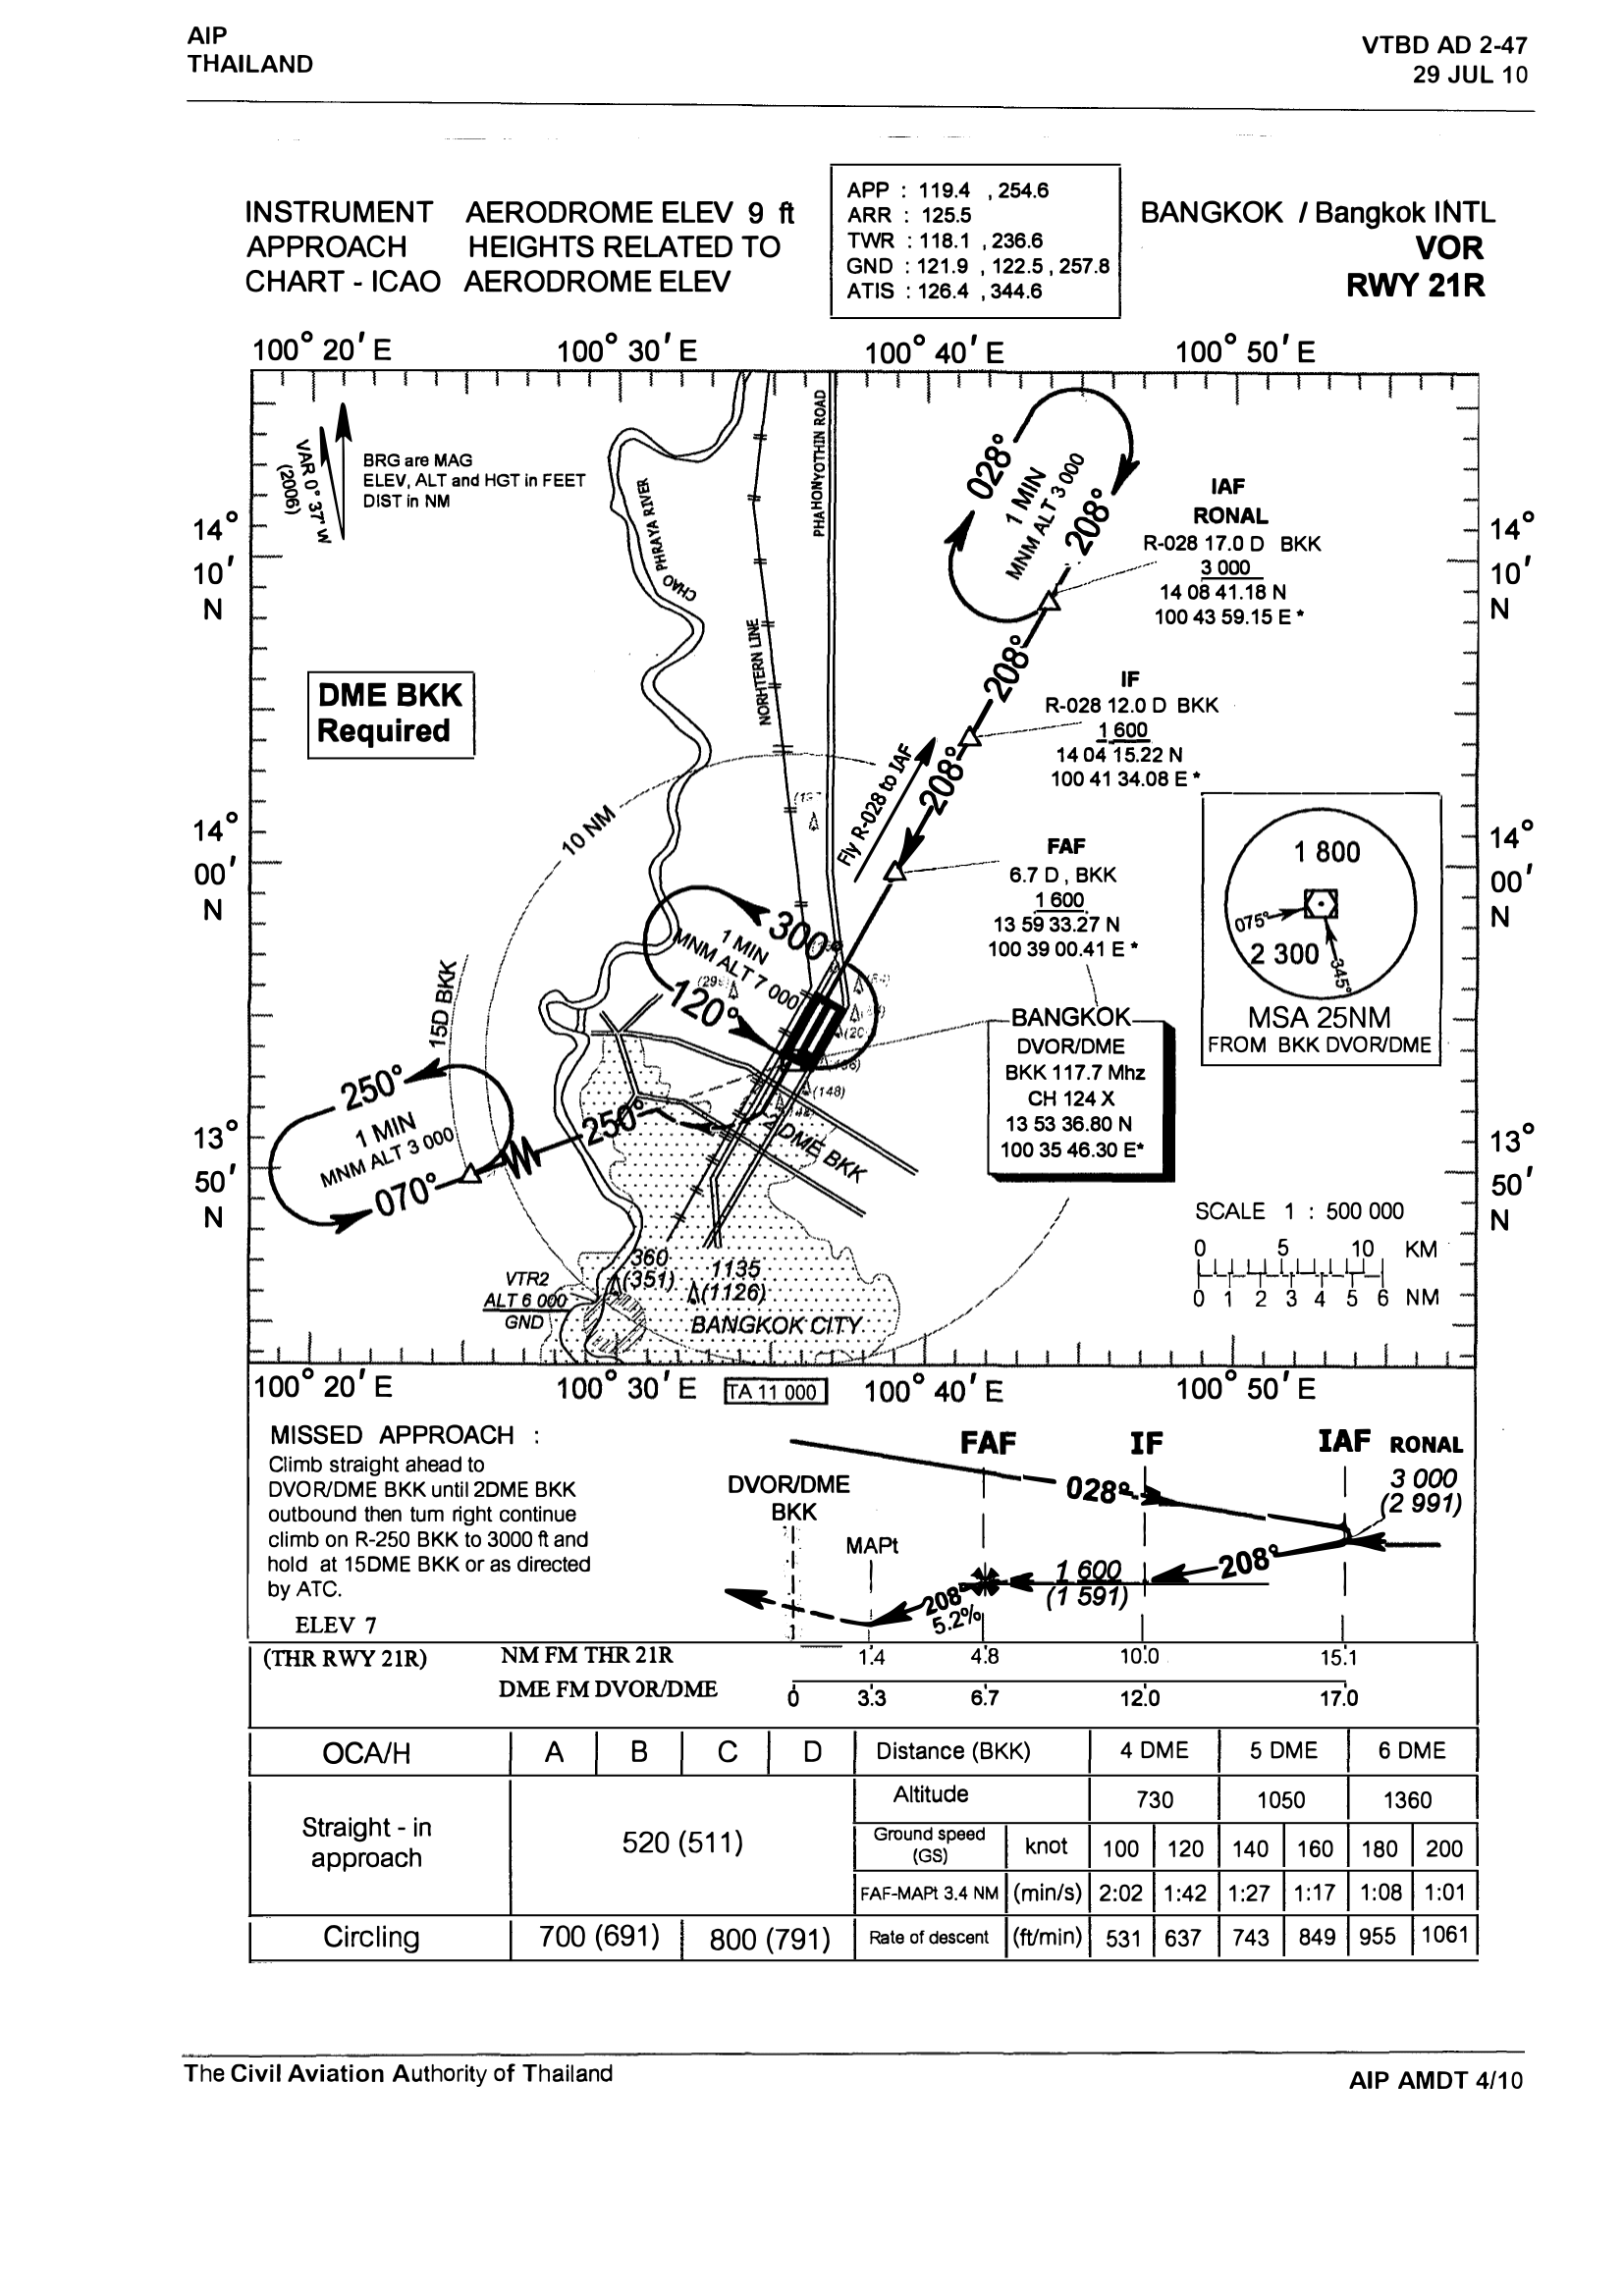 AIP
THAILAND
VTBD AD 2-47
29 JUL 10
INSTRUMENT
APPROACH
CHART - ICAO
AERODROME ELEV 9 ft
HEIGHTS RELATED TO
AERODROME ELEV
APP : 119.4 , 254.6
ARR : 125.5
TWR : 118.1 , 236.6
GND : 121.9 , 122.5 , 257.8
ATIS : 126.4 , 344.6
BANGKOK / Bangkok INTL
VOR
RWY 21R
100° 20' E
100° 30' E
100° 40' E
100° 50' E
VAR 0° 37' W
(2006)
BRG are MAG
ELEV, ALT and HGT in FEET
DIST in NM
14°
10'
N
14°
10'
N
CHAO PHRAYA RIVER
PHAHONYOTHIN ROAD
NORHTERN LINE
028°
1 MIN
MNM ALT 3 000
208°
IAF
RONAL
R-028 17.0 D BKK
3 000
14 08 41.18 N
100 43 59.15 E *
208°
DME BKK
Required
IF
R-028 12.0 D BKK
1 600
14 04 15.22 N
100 41 34.08 E *
208°
Fly R-028 to IAF
10 NM
14°
00'
N
14°
00'
N
FAF
6.7 D , BKK
1 600
13 59 33.27 N
100 39 00.41 E *
1 800
075°
2 300
345°
MSA 25NM
FROM BKK DVOR/DME
300°
1 MIN
MNM ALT 7 000
120°
15D BKK
BANGKOK
DVOR/DME
BKK 117.7 Mhz
CH 124 X
13 53 36.80 N
100 35 46.30 E*
(148)
250°
1 MIN
MNM ALT 3 000
070°
250°
DME BKK
13°
50'
N
13°
50'
N
SCALE 1 : 500 000
0 5 10 KM
0 1 2 3 4 5 6 NM
360
(351)
1135
(1126)
VTR2
ALT 6 000
GND
BANGKOK CITY
100° 20' E
100° 30' E
TA 11 000
100° 40' E
100° 50' E
MISSED APPROACH :
Climb straight ahead to
DVOR/DME BKK until 2DME BKK
outbound then turn right continue
climb on R-250 BKK to 3000 ft and
hold at 15DME BKK or as directed
by ATC.
ELEV 7
(THR RWY 21R)
DVOR/DME
BKK
MAPt
FAF
IF
IAF RONAL
3 000
(2 991)
028°
208°
1 600
(1 591)
208°
5.2%
NM FM THR 21R 1.4 4.8 10.0 15.1
DME FM DVOR/DME 0 3.3 6.7 12.0 17.0
OCA/H A B C D
Straight - in
approach
520 (511)
Circling 700 (691) 800 (791)
Distance (BKK) 4 DME 5 DME 6 DME
Altitude 730 1050 1360
Ground speed
(GS)
knot 100 120 140 160 180 200
FAF-MAPt 3.4 NM (min/s) 2:02 1:42 1:27 1:17 1:08 1:01
Rate of descent (ft/min) 531 637 743 849 955 1061
The Civil Aviation Authority of Thailand
AIP AMDT 4/10